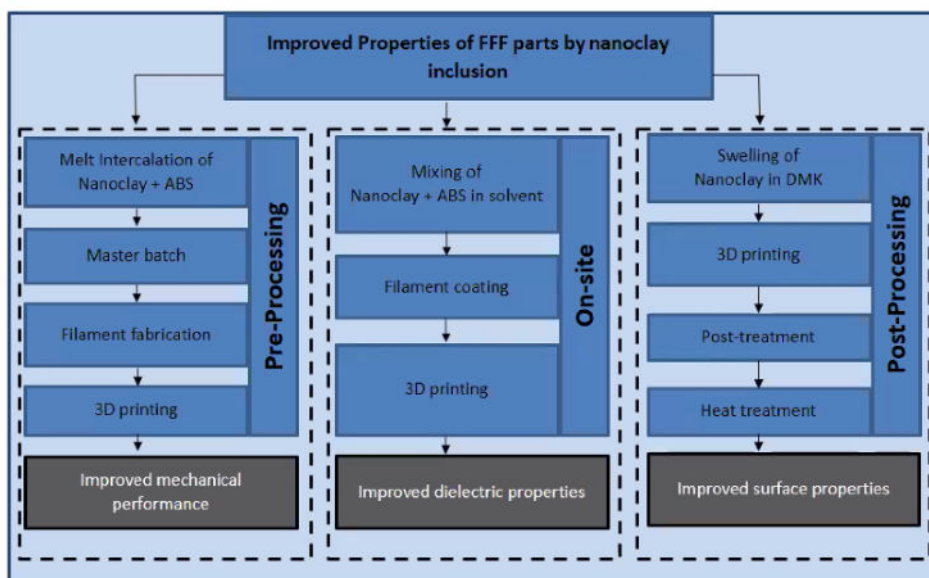 Improved Properties of FFF parts by nanoclay
inclusion
Melt Intercalation of
Nanoclay + ABS
Master batch
Filament fabrication
3D printing
Pre-Processing
Improved mechanical
performance
Mixing of
Nanoclay + ABS in solvent
Filament coating
3D printing
On-site
Improved dielectric properties
Swelling of
Nanoclay in DMK
3D printing
Post-treatment
Heat treatment
Post-Processing
Improved surface properties